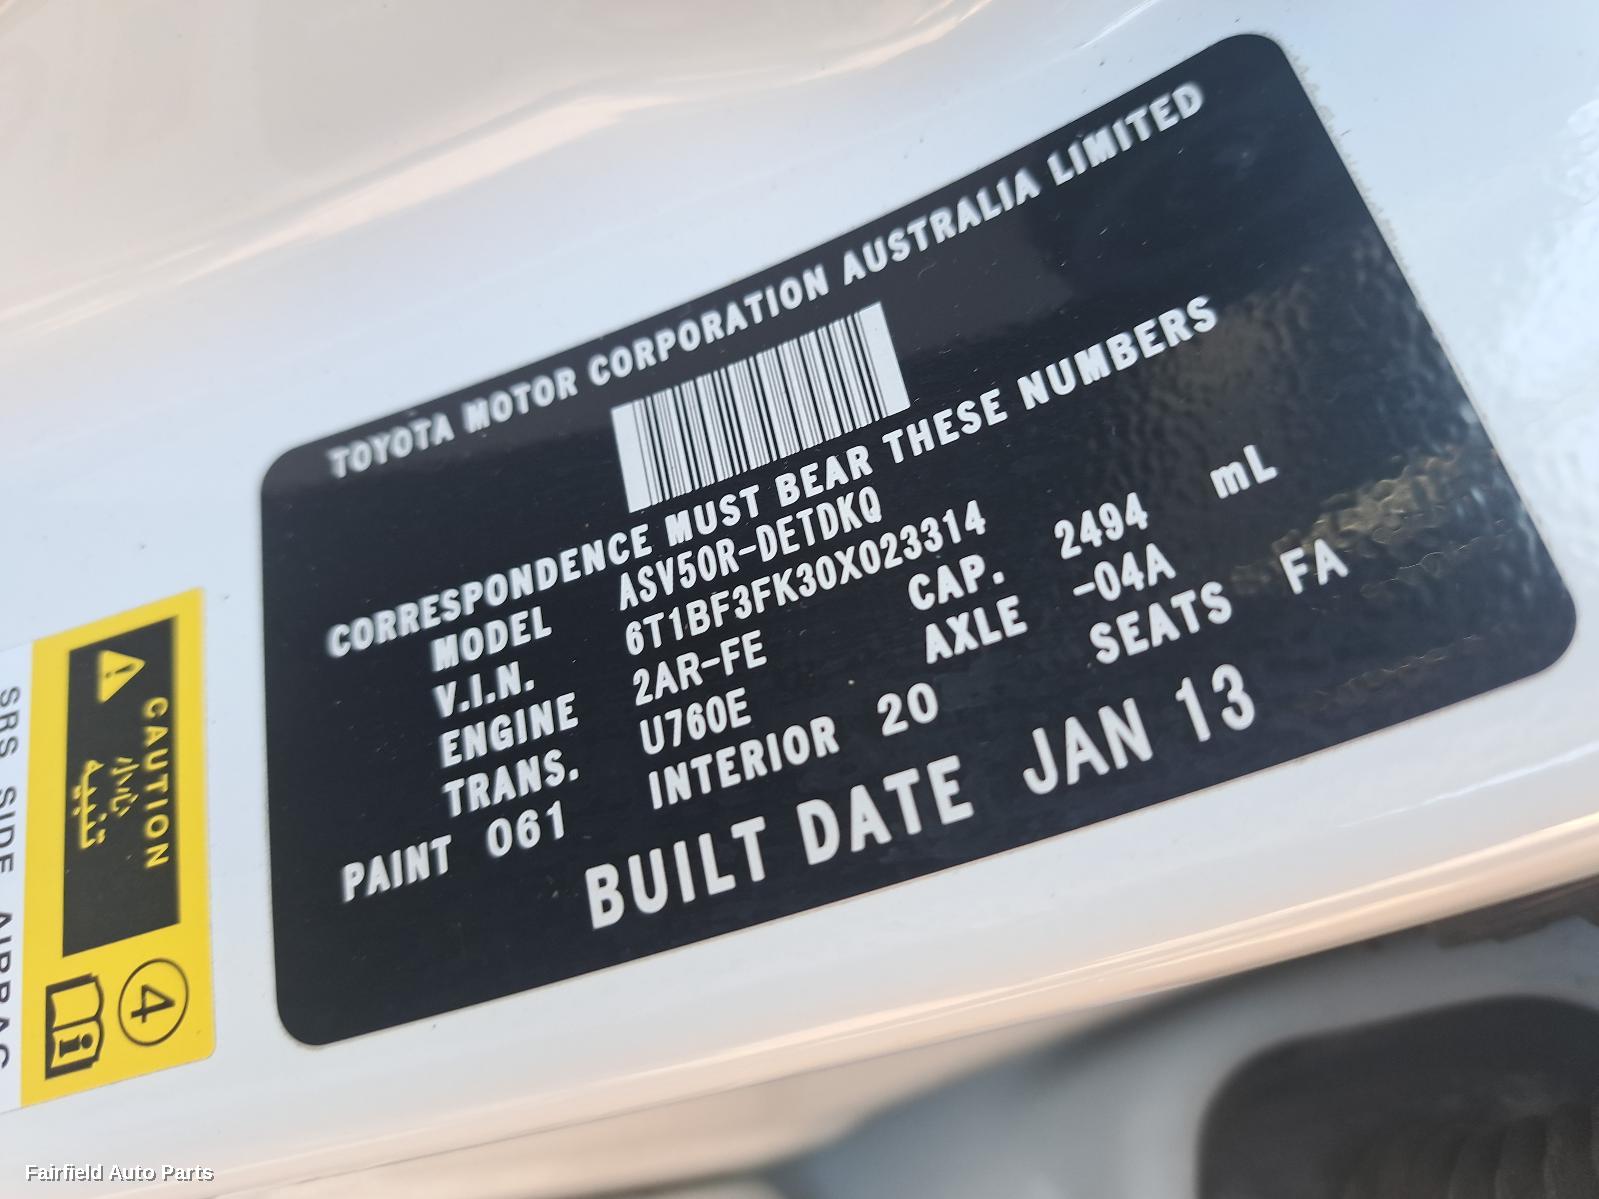 TOYOTA MOTOR CORPORATION AUSTRALIA LIMITED
CORRESPONDENCE MUST BEAR THESE NUMBERS
MODEL ASV50R-DETDKQ
V.I.N. 6T1BF3FK30X023314
ENGINE 2AR-FE CAP. 2494 mL
TRANS. U760E AXLE -04A
PAINT 061 INTERIOR 20 SEATS FA
BUILT DATE JAN 13
CAUTION
تنبيه
4
SRS SIDE AIRBAG
Fairfield Auto Parts